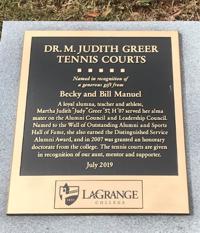 DR. M. JUDITH GREER
TENNIS COURTS
Named in recognition of
a generous gift from
Becky and Bill Manuel
A loyal alumna, teacher and athlete,
Martha Judith "Judy" Greer '57, H'07 served her alma
mater on the Alumni Council and Leadership Council.
Named to the Wall of Outstanding Alumni and Sports
Hall of Fame, she also earned the Distinguished Service
Alumni Award, and in 2007 was granted an honorary
doctorate from the college. The tennis courts are given
in recognition of our aunt, mentor and supporter.
July 2019
LAGRANGE
COLLEGE